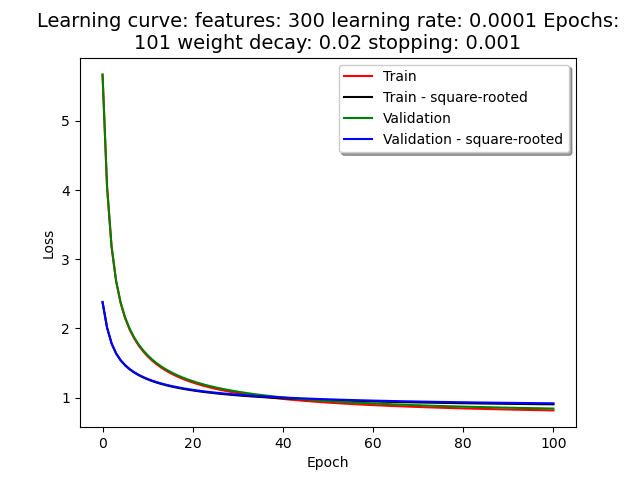 Learning curve: features: 300 learning rate: 0.0001 Epochs:
101 weight decay: 0.02 stopping: 0.001
Train
Train - square-rooted
Validation
Validation - square-rooted
Loss
5
4
3
2
1
0 20 40 60 80 100
Epoch